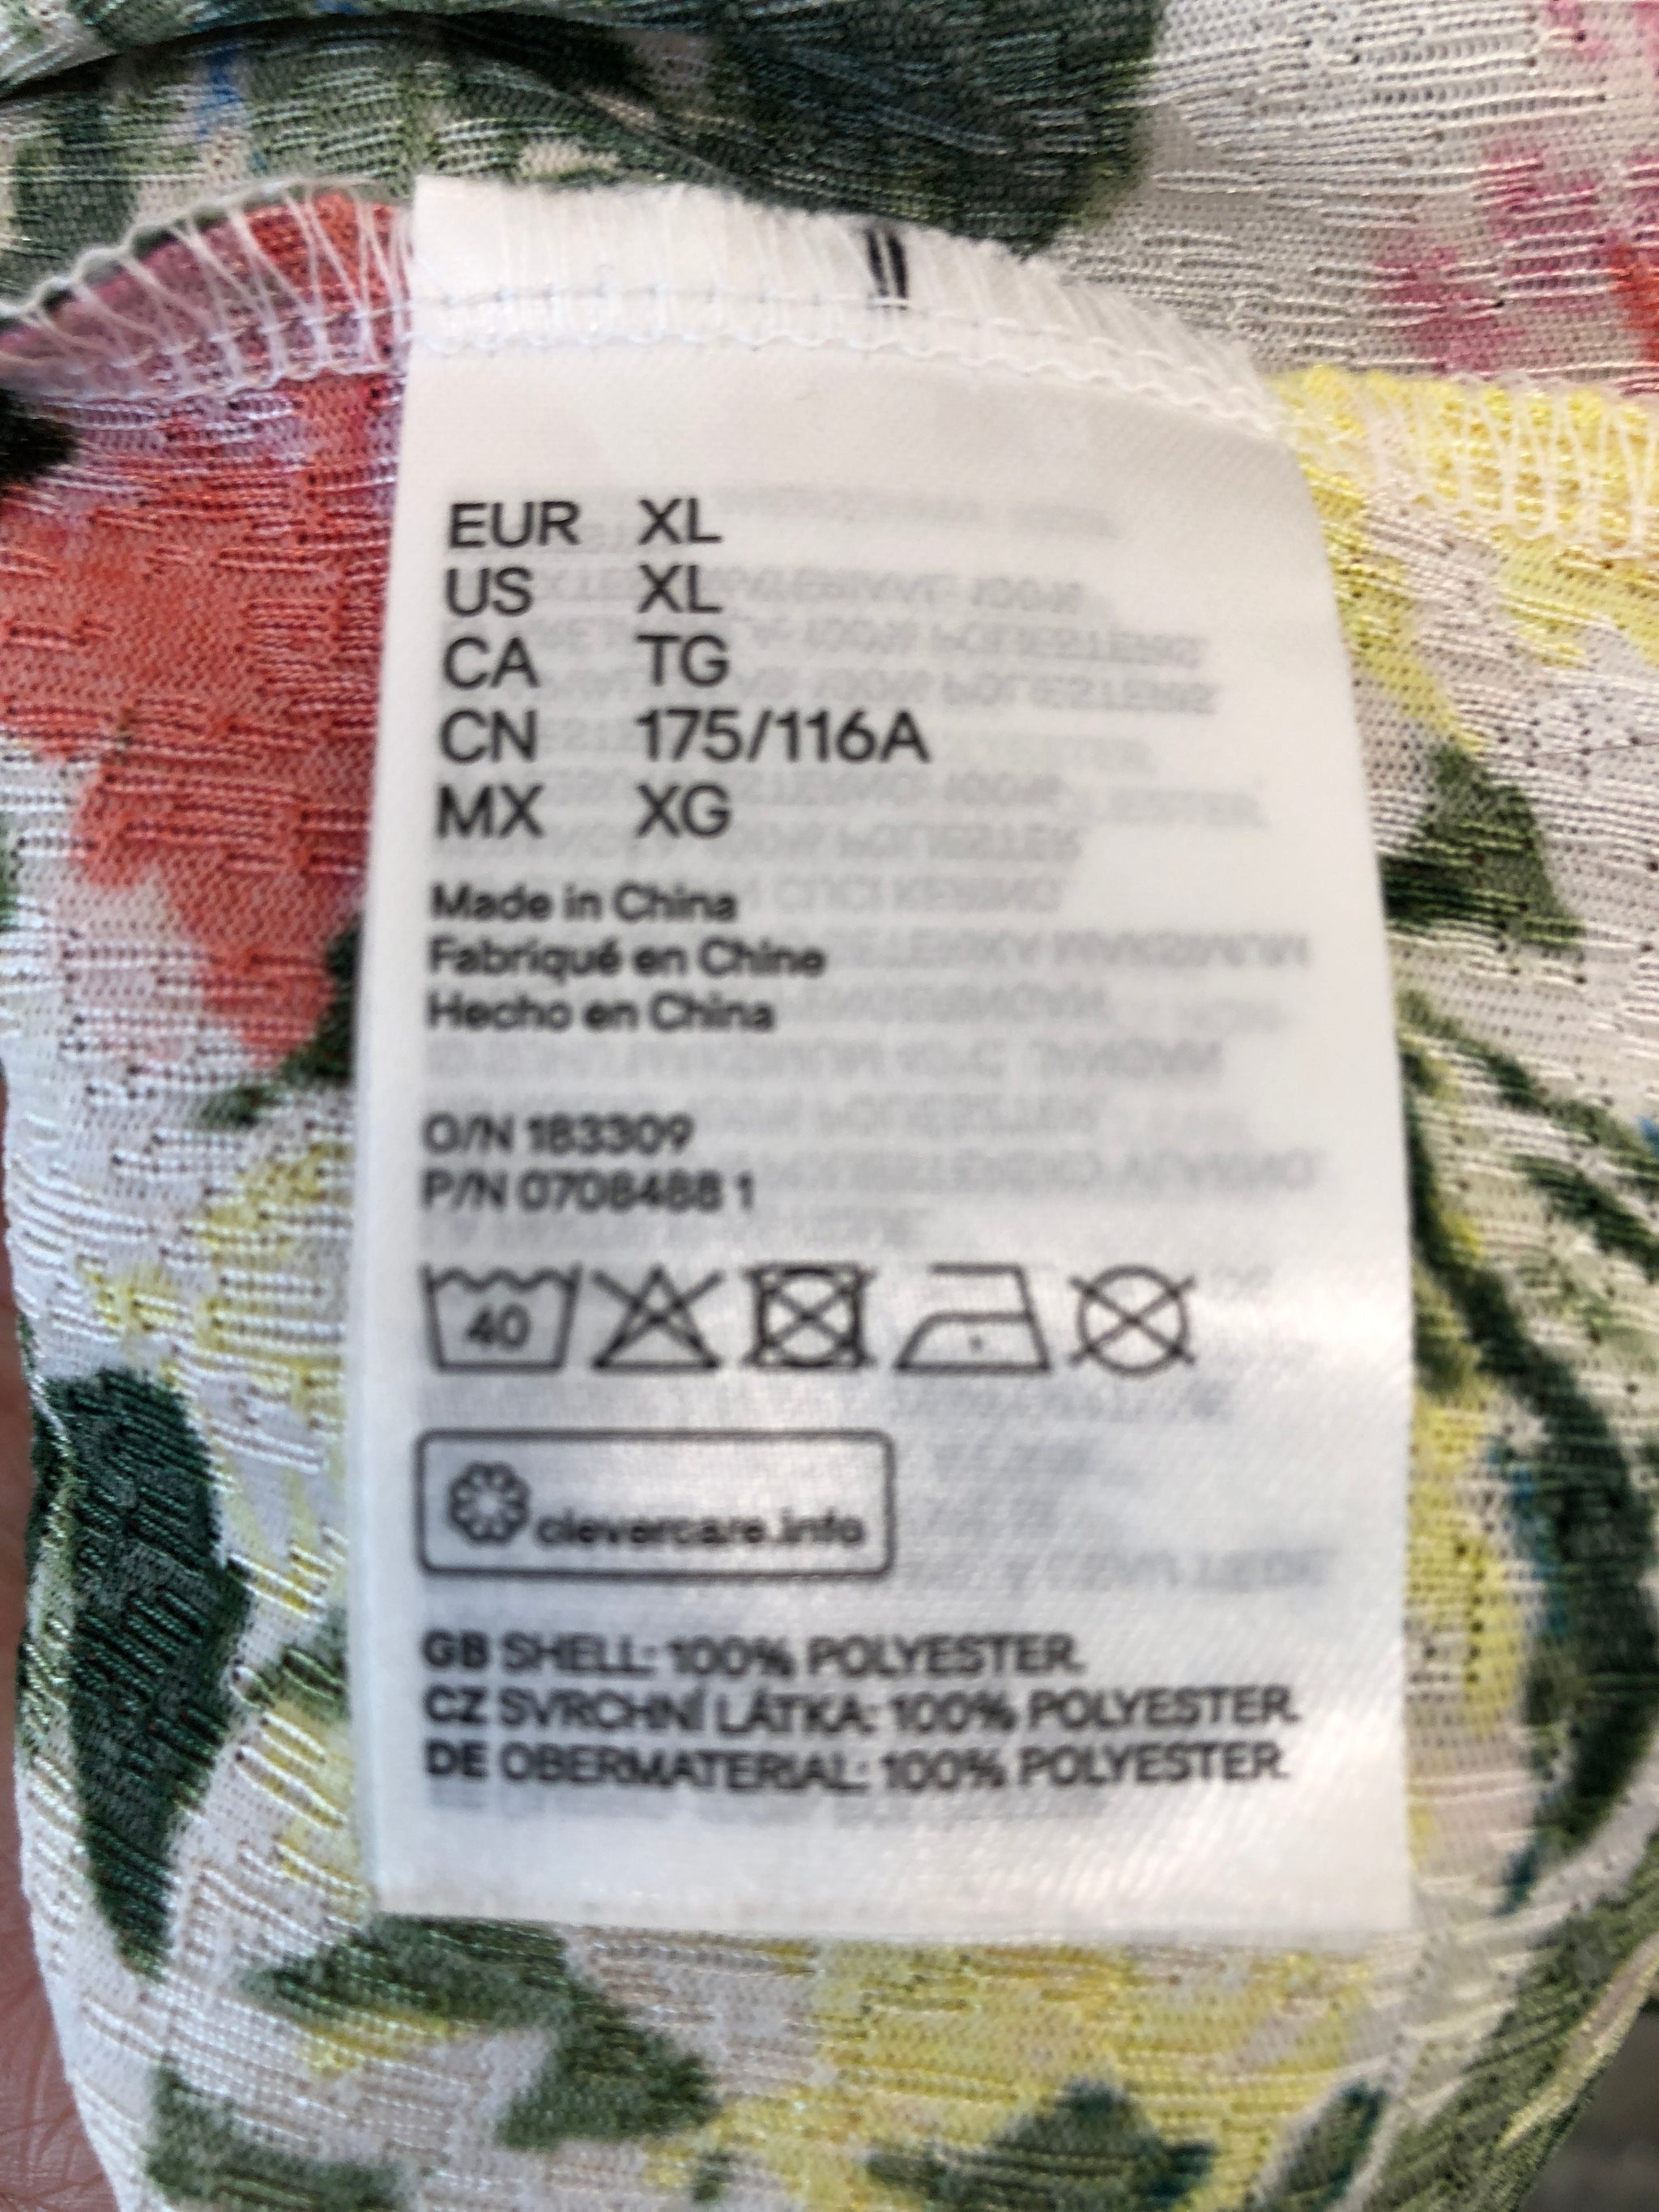 EUR XL
US XL
CA TG
CN 175/116A
MX XG
Made in China
Fabriqué en Chine
Hecho en China
O/N 183309
P/N 0708488 1
40
clevercare.info
GB SHELL: 100% POLYESTER.
CZ SVRCHNÍ LÁTKA: 100% POLYESTER.
DE OBERMATERIAL: 100% POLYESTER.